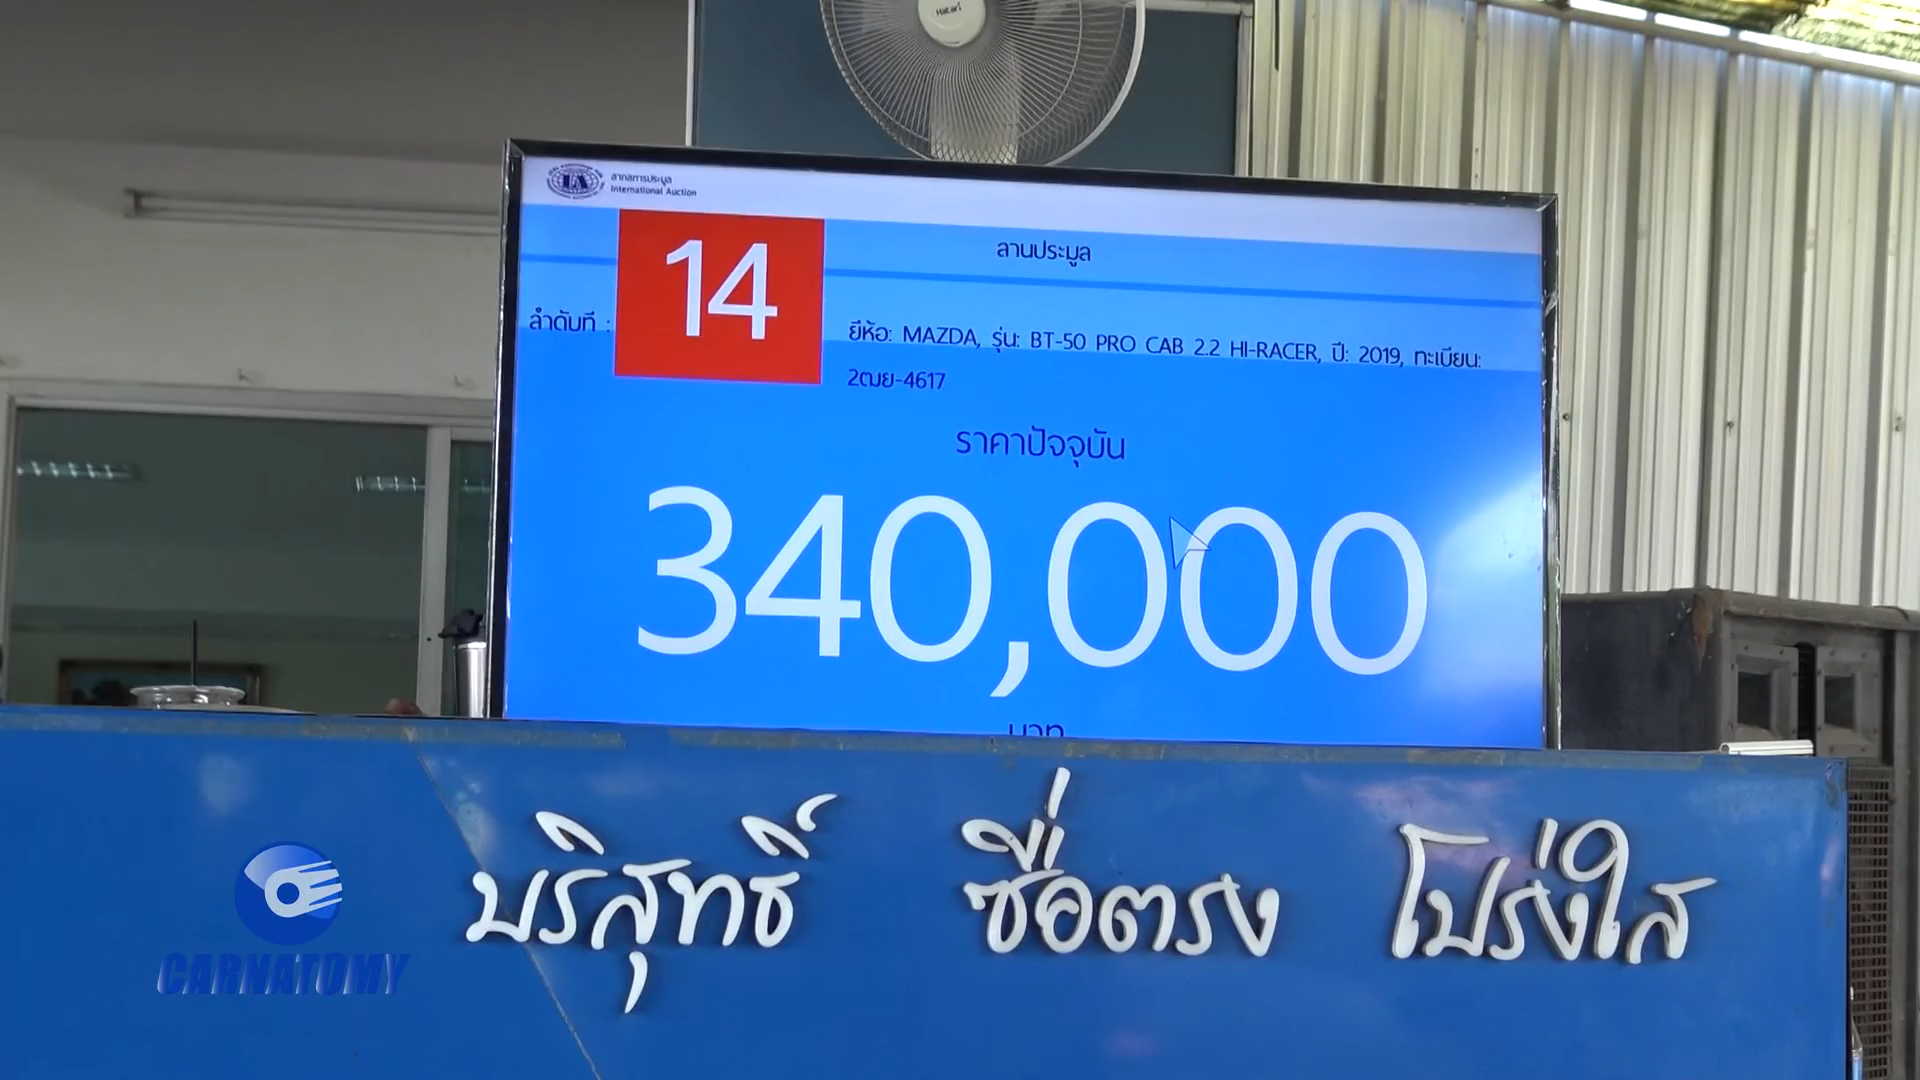 Hatari
สากลการประมูล
International Auction
ลานประมูล
ลำดับที่ :
14
ยี่ห้อ: MAZDA, รุ่น: BT-50 PRO CAB 2.2 HI-RACER, ปี: 2019, ทะเบียน:
2ฒย-4617
ราคาปัจจุบัน
340,000
บาท
บริสุทธิ์ ซื่อตรง โปร่งใส
CARNATOMY